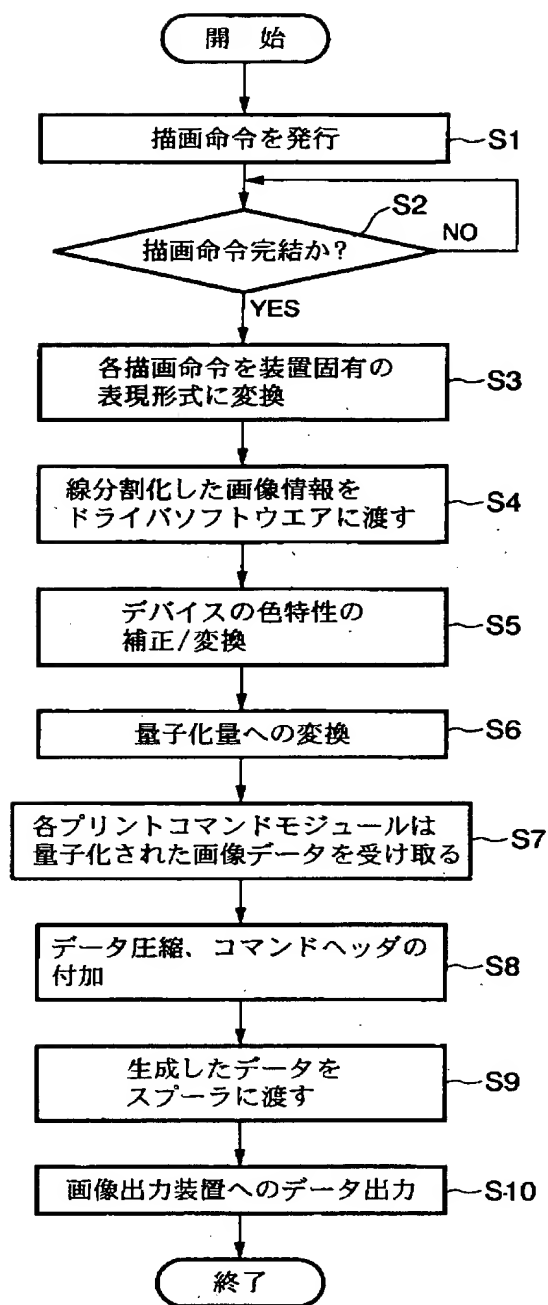 開 始
描画命令を発行
S1
S2
描画命令完結か?
NO
YES
各描画命令を装置固有の
表現形式に変換
S3
線分割化した画像情報を
ドライバソフトウエアに渡す
S4
デバイスの色特性の
補正/変換
S5
量子化量への変換
S6
各プリントコマンドモジュールは
量子化された画像データを受け取る
S7
データ圧縮、コマンドヘッダの
付加
S8
生成したデータを
スプーラに渡す
S9
画像出力装置へのデータ出力
S10
終了